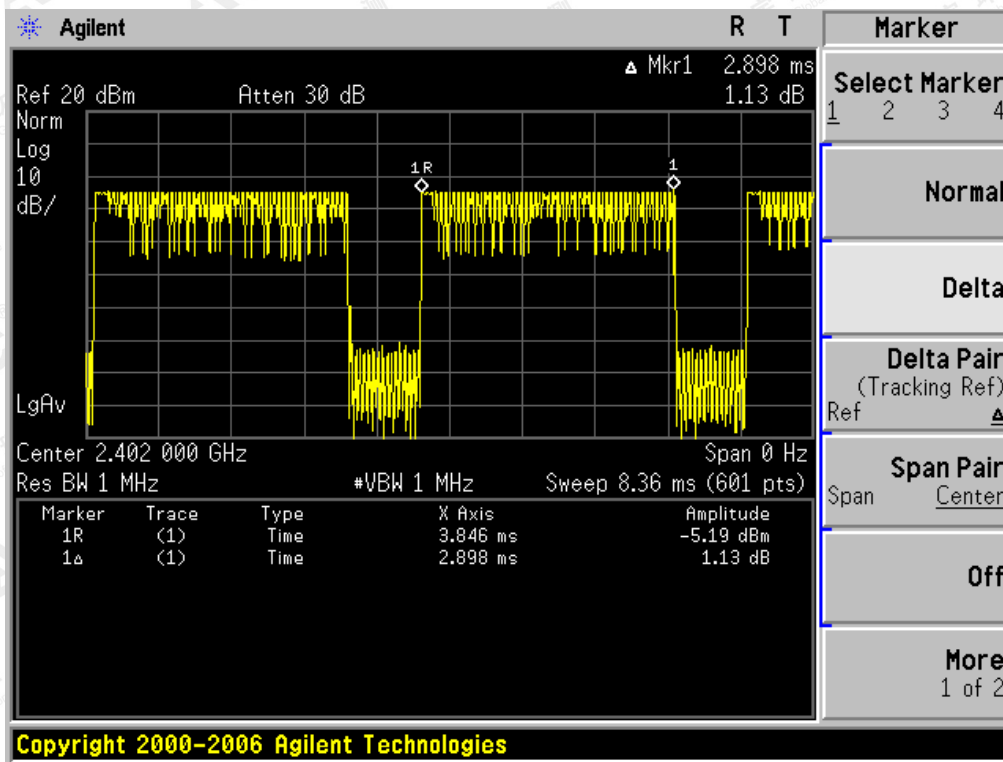 Agilent R T
Marker
Δ Mkr1 2.898 ms
Ref 20 dBm Atten 30 dB 1.13 dB
Norm
Log
10
dB/
1R
1
LgAv
Center 2.402 000 GHz Span 0 Hz
Res BW 1 MHz #VBW 1 MHz Sweep 8.36 ms (601 pts)
Marker Trace Type X Axis Amplitude
1R (1) Time 3.846 ms -5.19 dBm
1Δ (1) Time 2.898 ms 1.13 dB
Select Marker
1 2 3 4
Normal
Delta
Delta Pair
(Tracking Ref)
Ref Δ
Span Pair
Span Center
Off
More
1 of 2
Copyright 2000-2006 Agilent Technologies